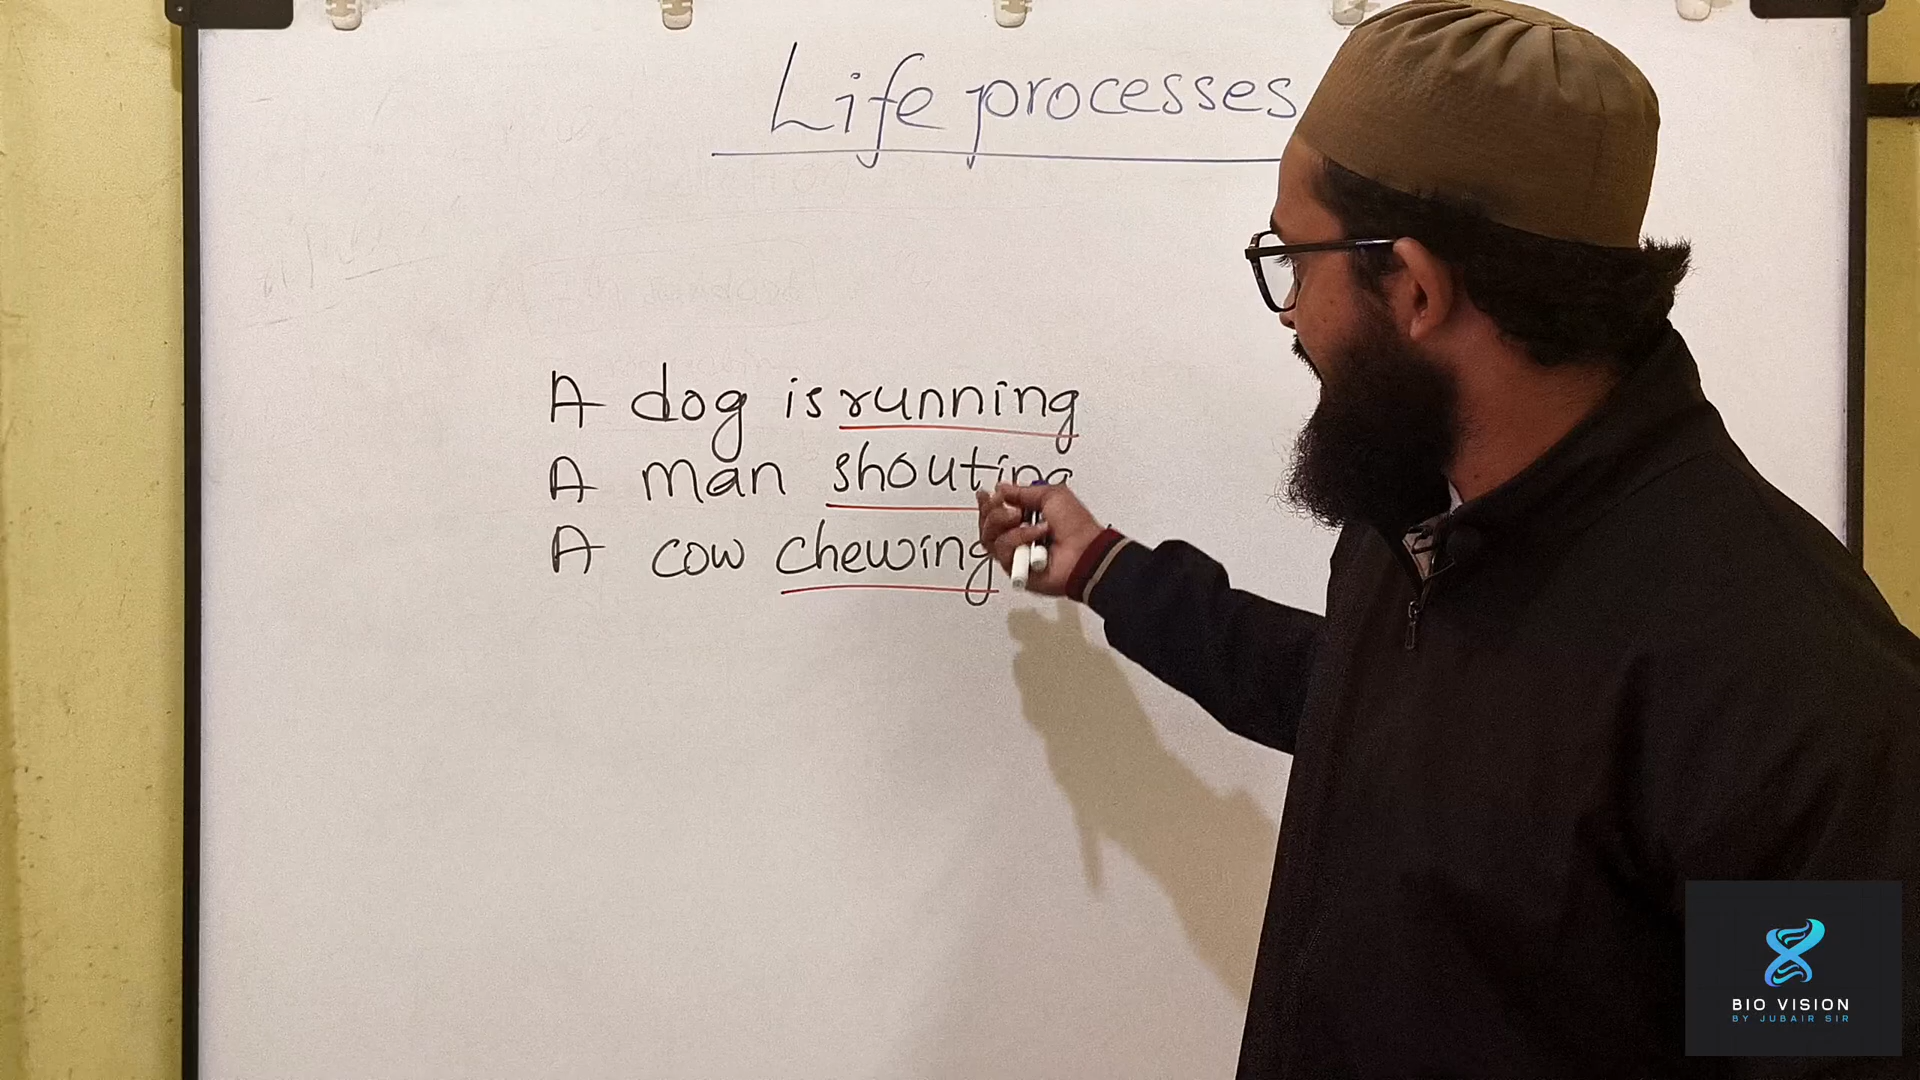 Life processes
A dog is running
A man shouting
A cow chewing
BIO VISION
BY JUBAIR SIR